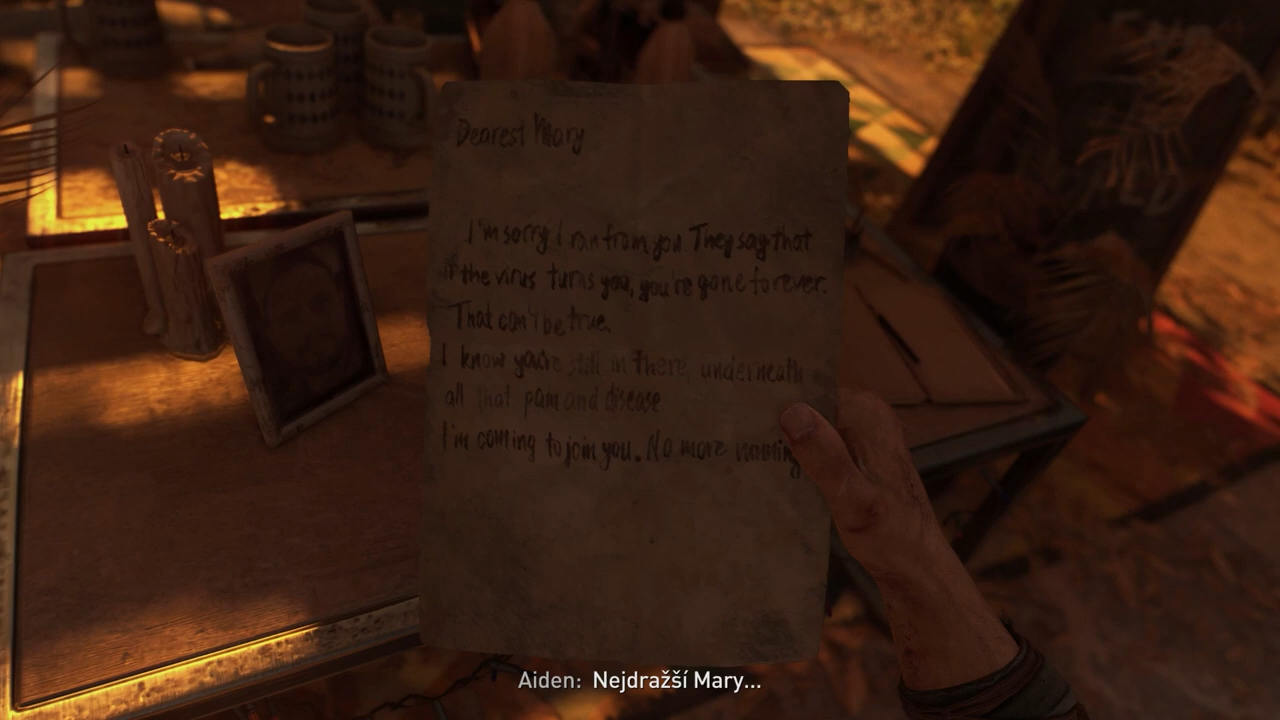 Dearest Mary
I'm sorry I ran from you. They say that
if the virus turns you, you're gone forever.
That can't be true.
I know you're still in there, underneath
all that pain and disease
I'm coming to join you. No more running
Aiden: Nejdražší Mary...